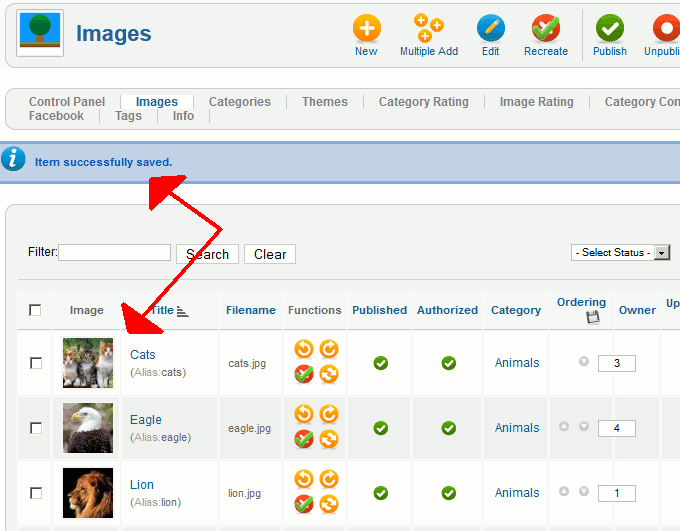 Images
New Multiple Add Edit Recreate Publish Unpubli
Control Panel Images Categories Themes Category Rating Image Rating Category Con
Facebook Tags Info
Item successfully saved.
Filter: Search Clear - Select Status -
Image Title Filename Functions Published Authorized Category Ordering Owner Up
Cats
(Alias:cats) cats.jpg Animals 3
Eagle
(Alias:eagle) eagle.jpg Animals 4
Lion
(Alias:lion) lion.jpg Animals 1